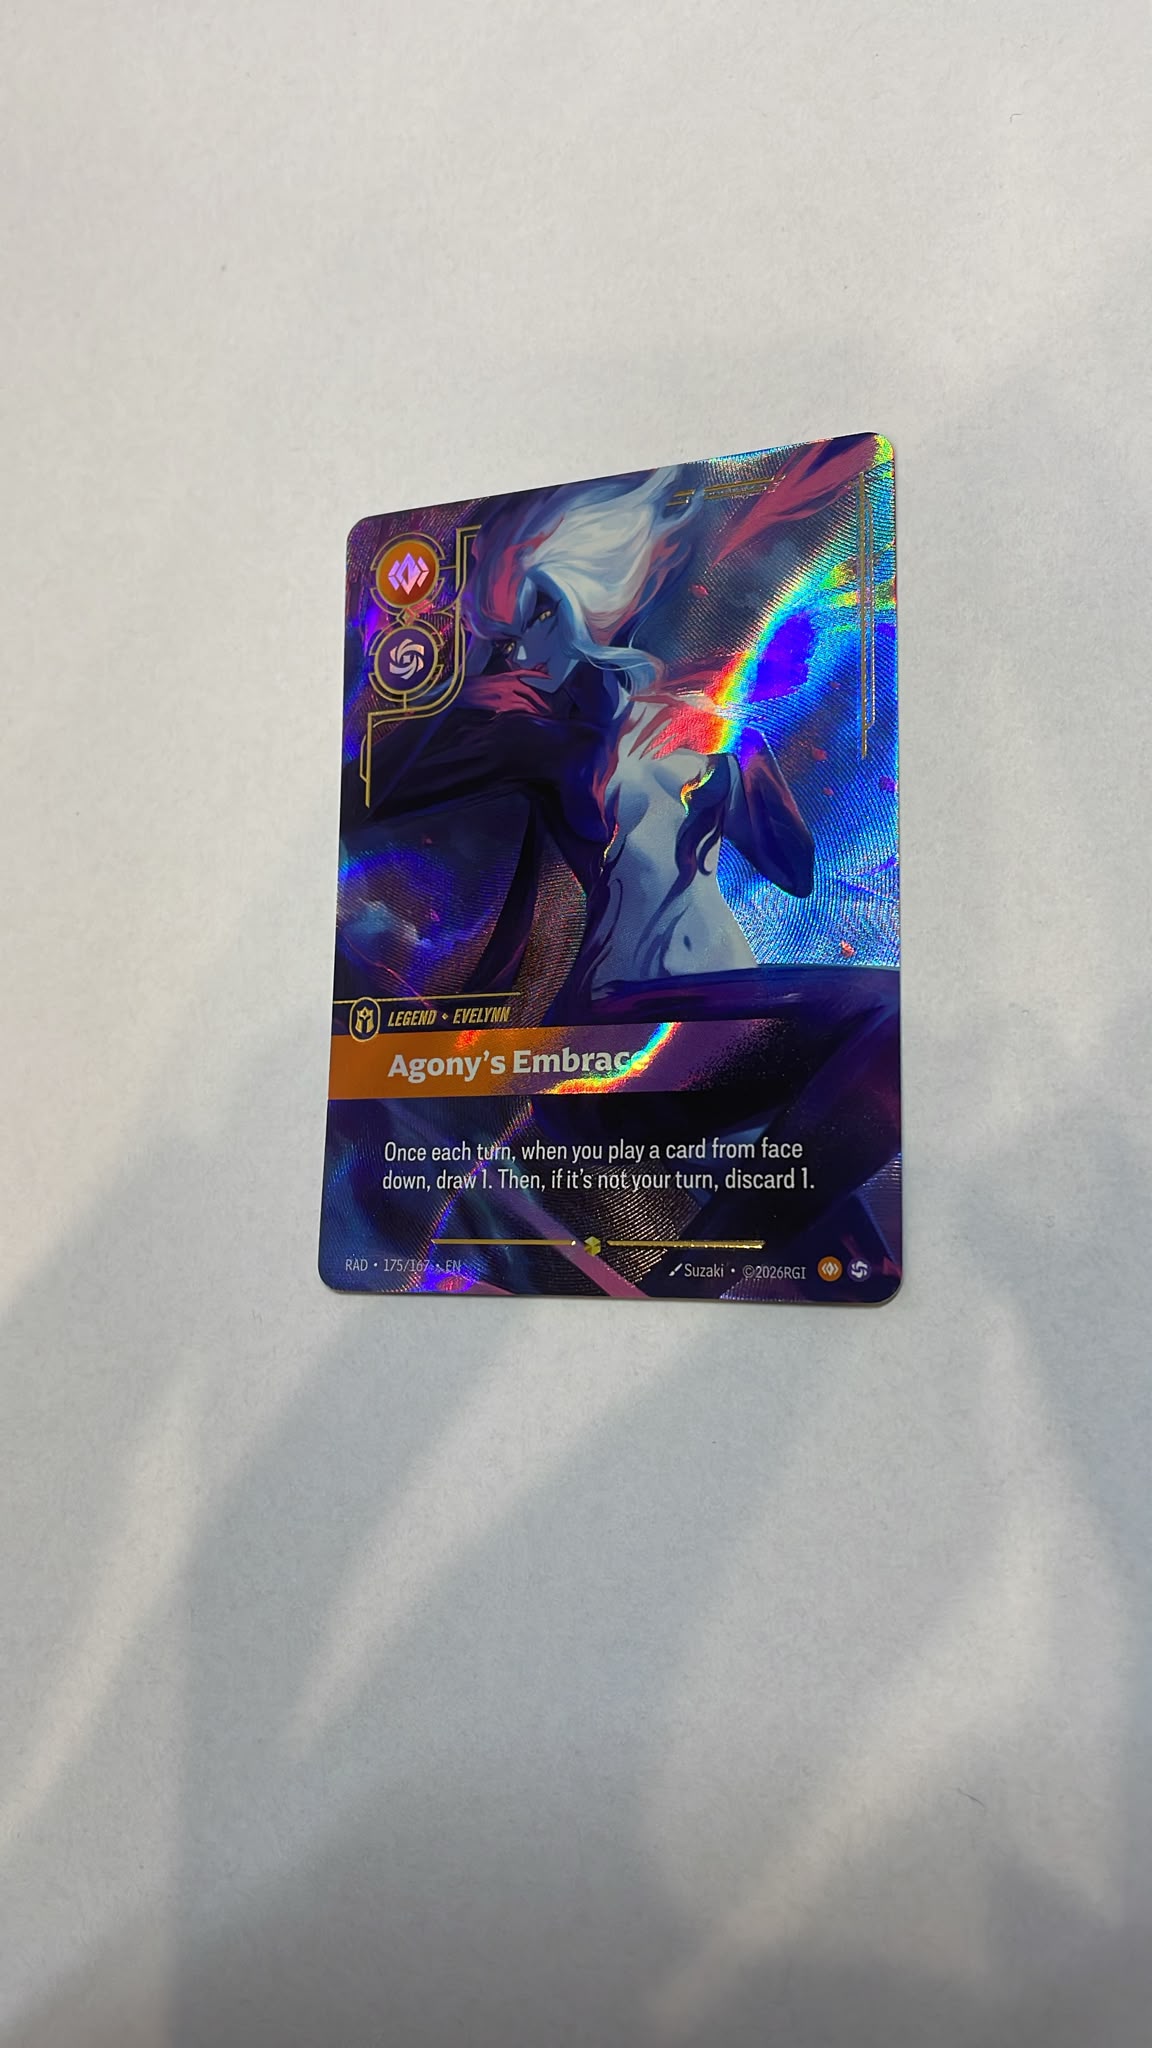 LEGEND • EVELYNN
Agony's Embrace
Once each turn, when you play a card from face
down, draw 1. Then, if it's not your turn, discard 1.
RAD • 175/167 • EN
Suzaki • ©2026RGI